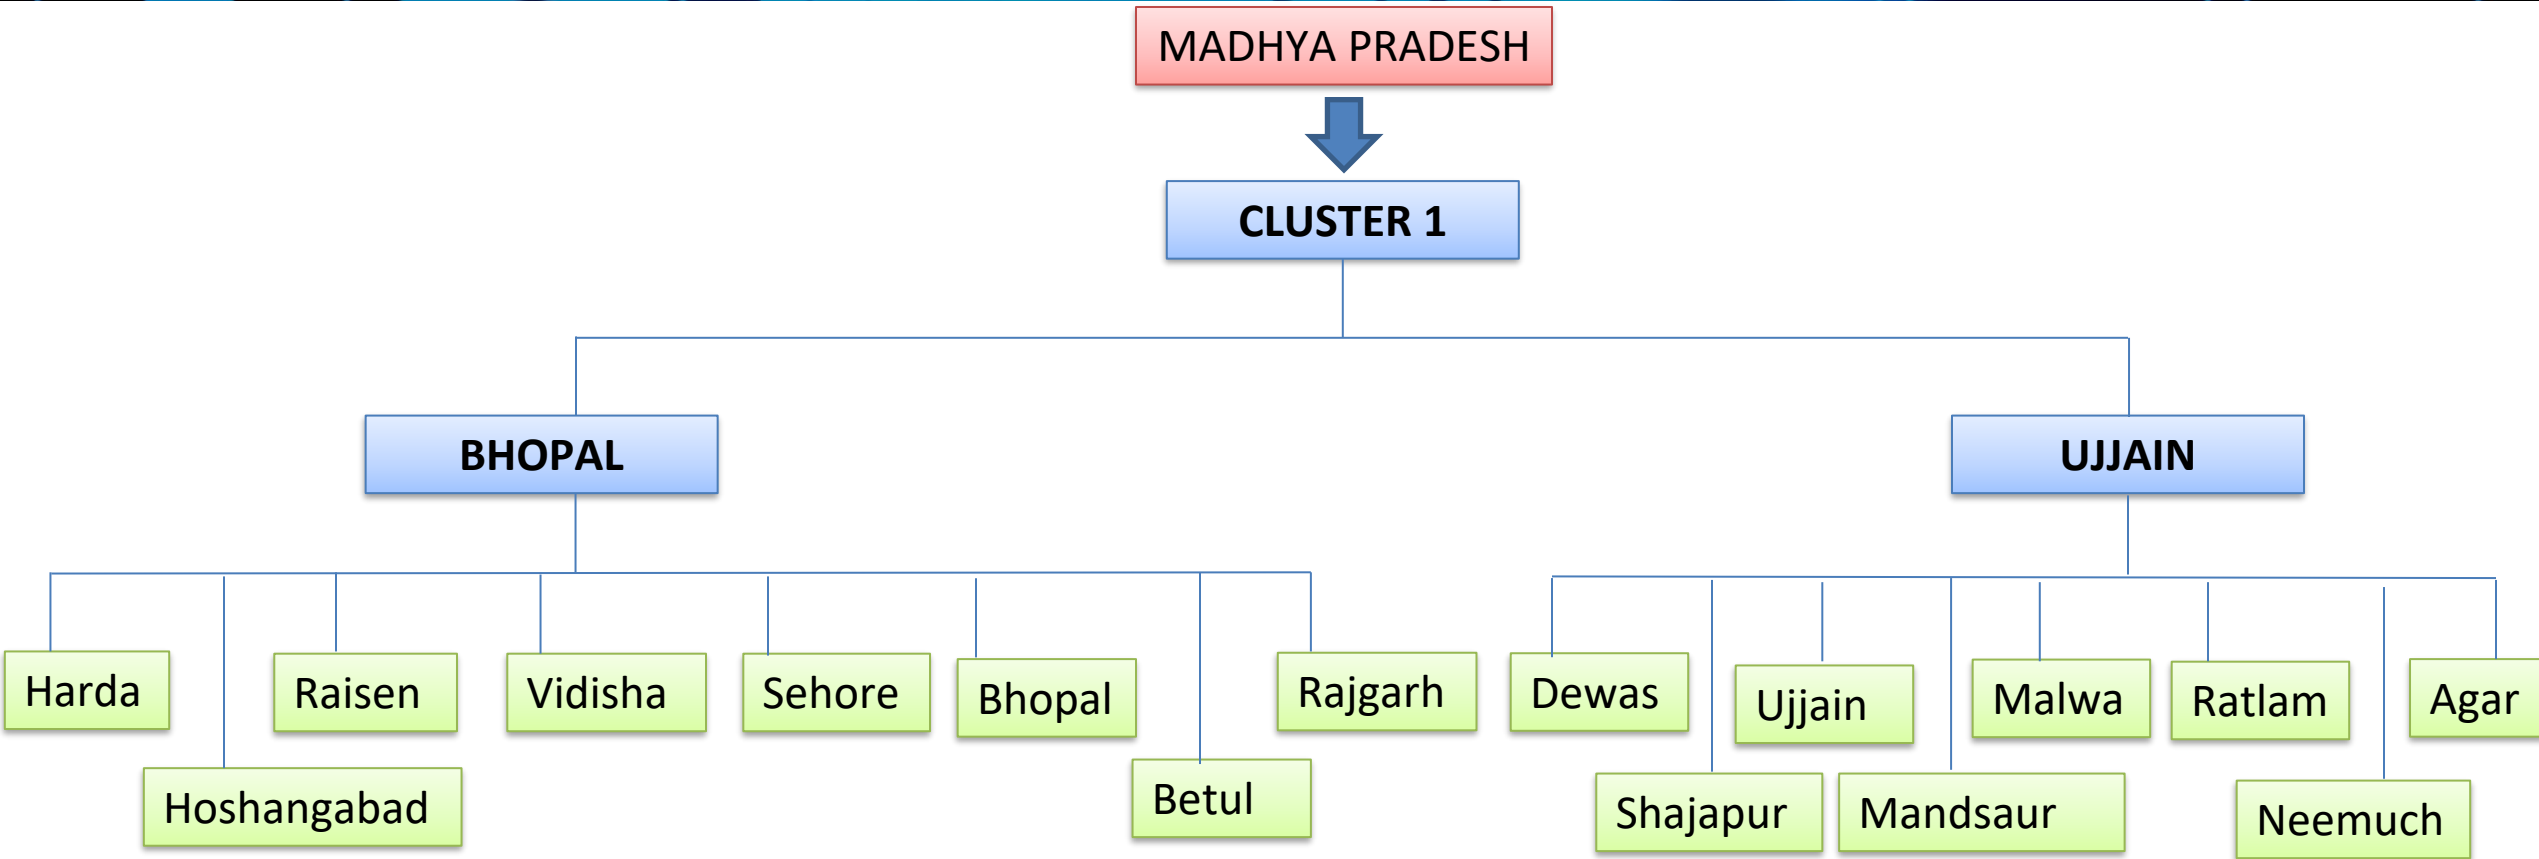 MADHYA PRADESH
CLUSTER 1
BHOPAL
UJJAIN
Harda
Raisen
Vidisha
Sehore
Bhopal
Rajgarh
Dewas
Ujjain
Malwa
Ratlam
Agar
Hoshangabad
Betul
Shajapur
Mandsaur
Neemuch